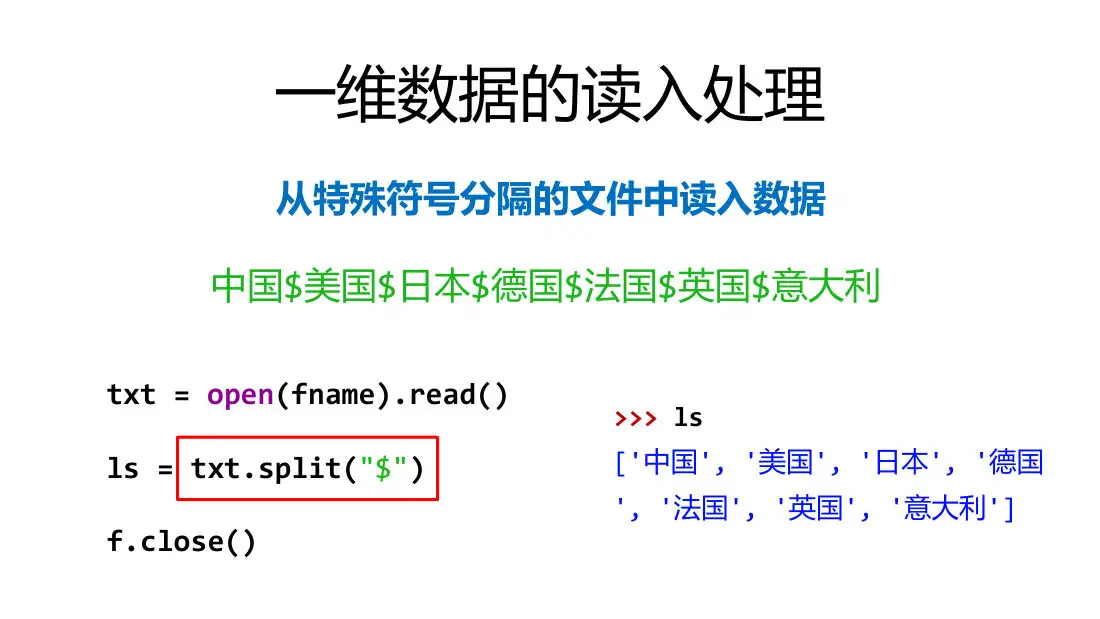 一维数据的读入处理
从特殊符号分隔的文件中读入数据
中国$美国$日本$德国$法国$英国$意大利
txt = open(fname).read()
ls = txt.split("$")
f.close()
>>> ls
['中国', '美国', '日本', '德国
', '法国', '英国', '意大利']